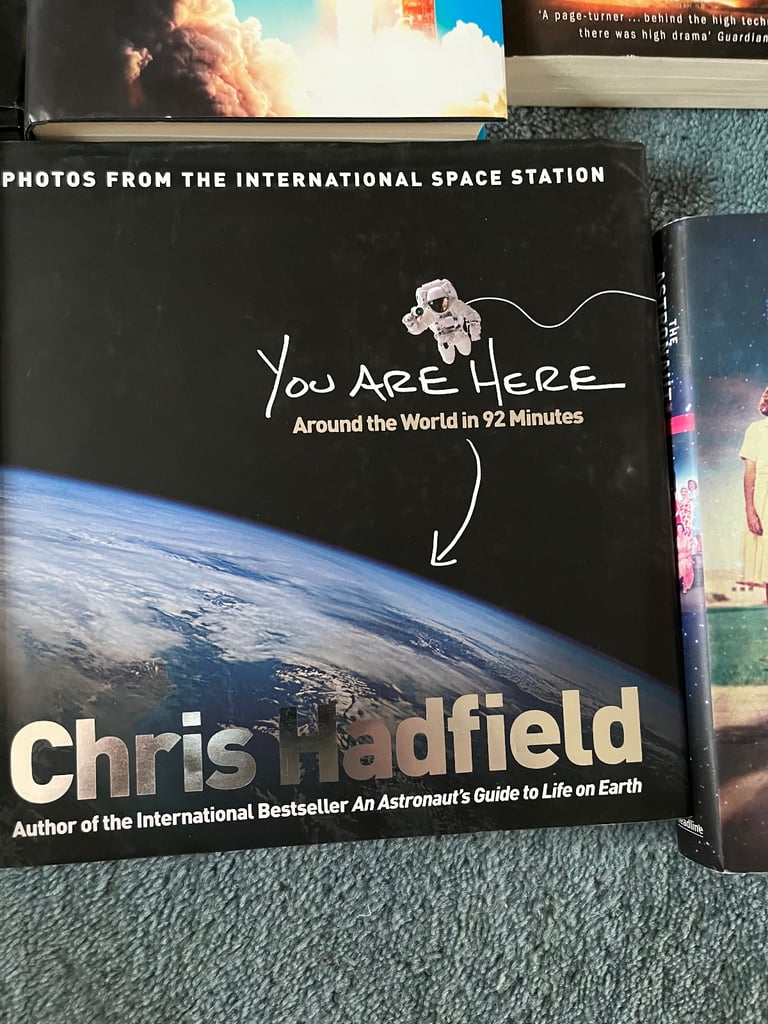 'A page-turner ... behind the high tech
there was high drama' Guardian
PHOTOS FROM THE INTERNATIONAL SPACE STATION
YOU ARE HERE
Around the World in 92 Minutes
Chris Hadfield
Author of the International Bestseller An Astronaut's Guide to Life on Earth
THE